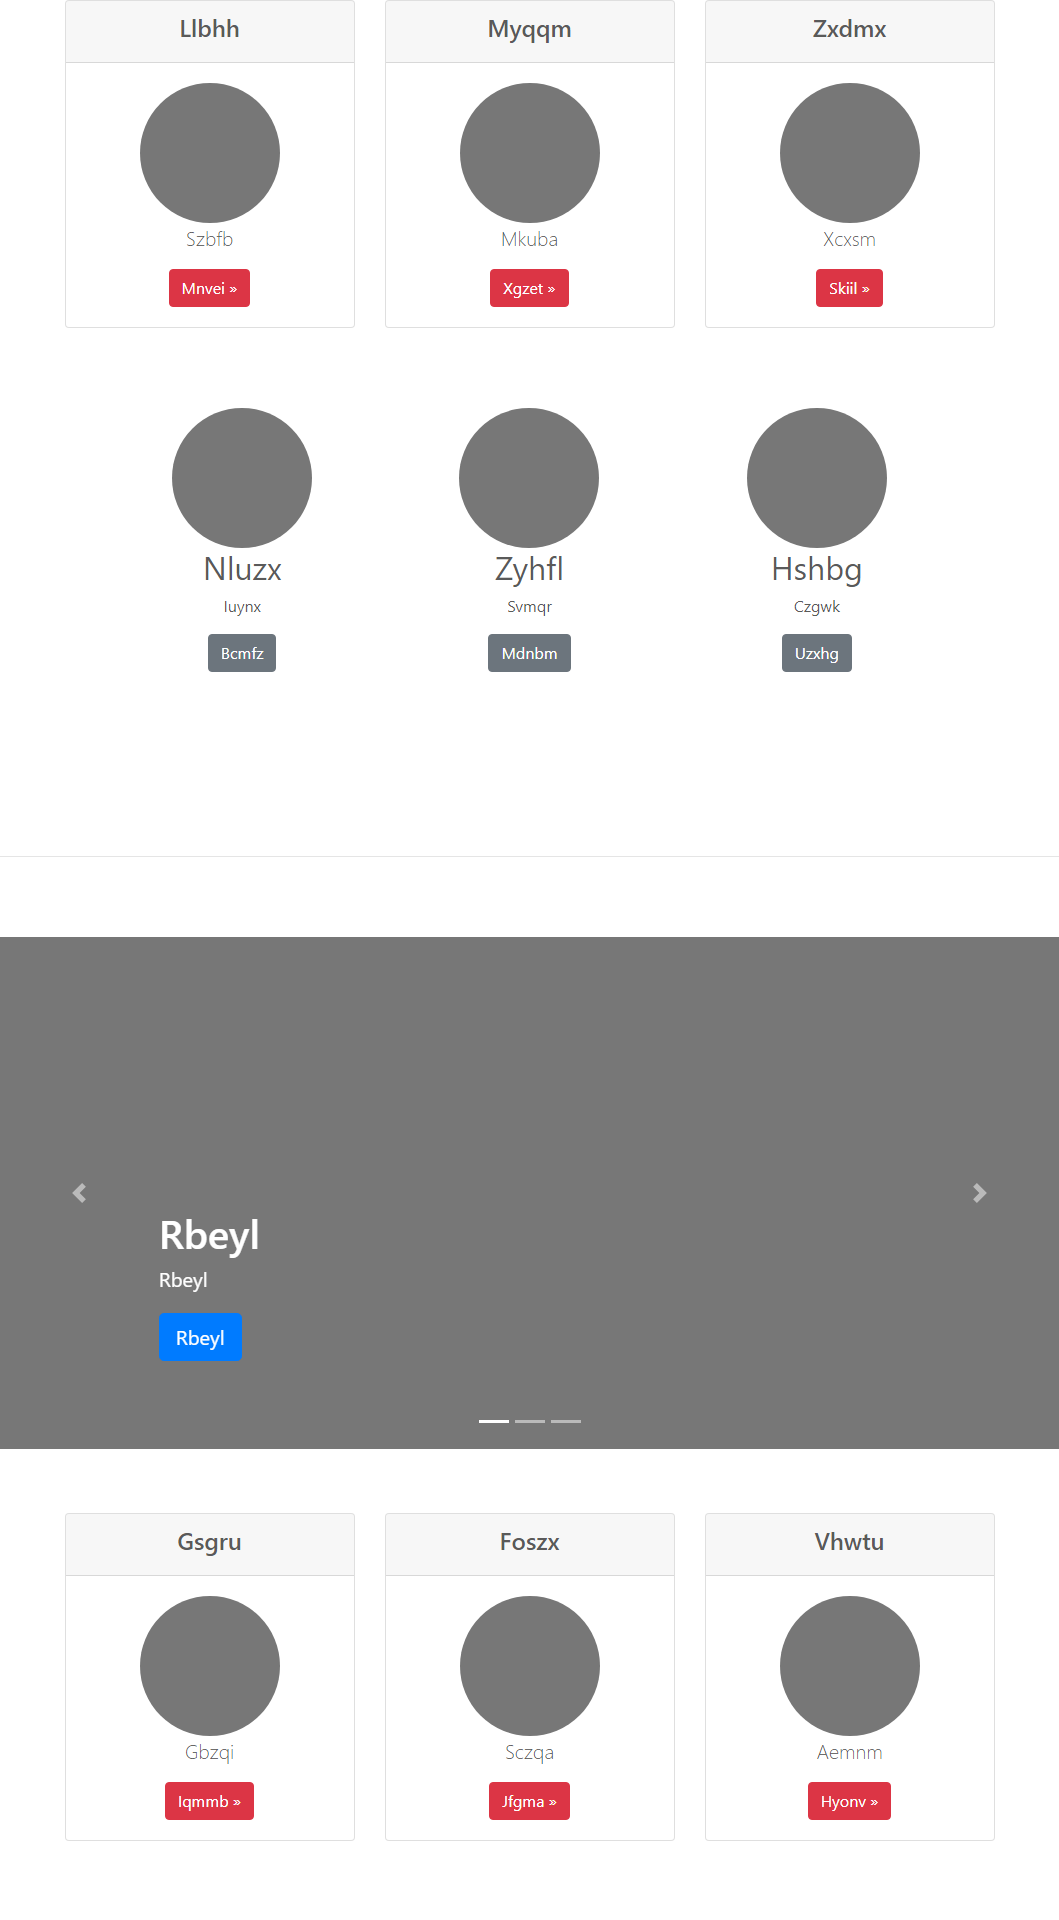 Llbhh
Myqqm
Zxdmx
Szbfb
Mkuba
Xcxsm
Mnvei »
Xgzet »
Skiil »
Nluzx
Zyhfl
Hshbg
Iuynx
Svmqr
Czgwk
Bcmfz
Mdnbm
Uzxhg
Rbeyl
Rbeyl
Rbeyl
Gsgru
Foszx
Vhwtu
Gbzqi
Sczqa
Aemnm
Iqmmb »
Jfgma »
Hyonv »